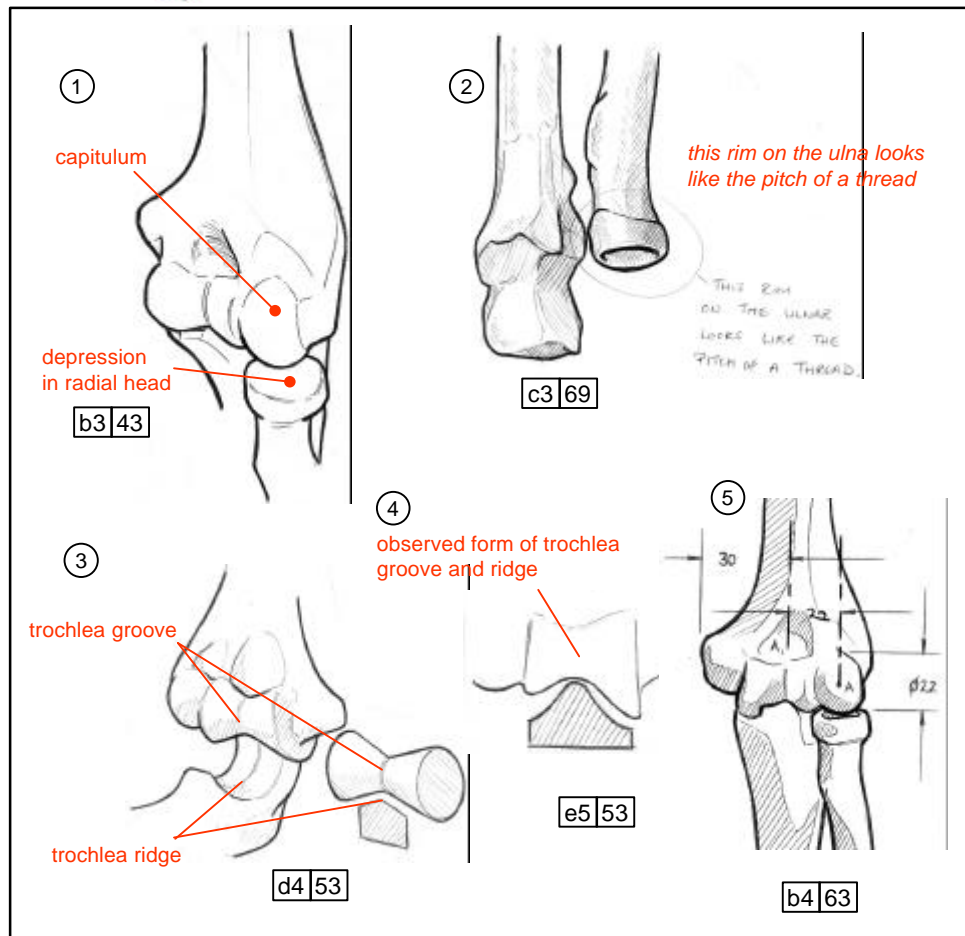 1
capitulum
depression
in radial head
b3 43
2
this rim on the ulna looks
like the pitch of a thread
THIS RIM
ON THE ULNAR
LOOKS LIKE THE
PITCH OF A THREAD.
c3 69
3
trochlea groove
trochlea ridge
d4 53
4
observed form of trochlea
groove and ridge
e5 53
5
30
22
A
A
Ø22
b4 63